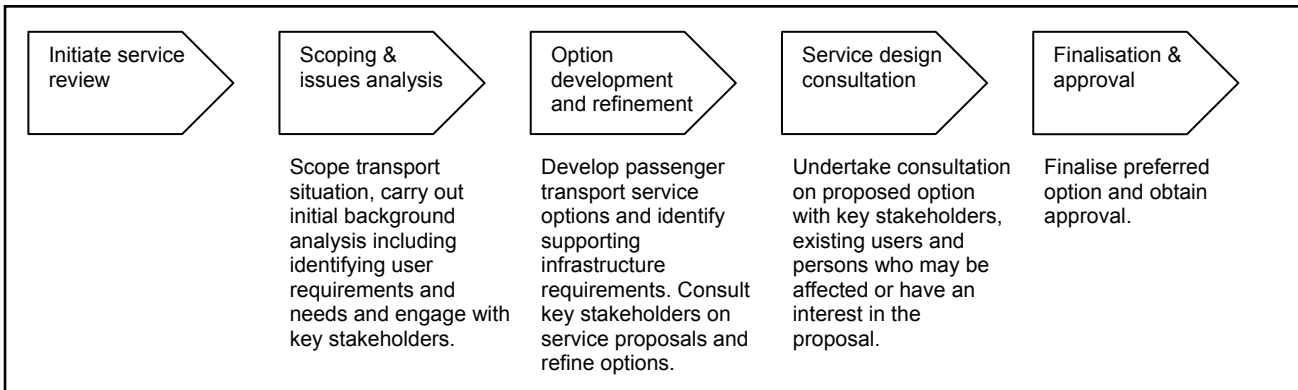 Initiate service
review
Scoping &
issues analysis
Option
development
and refinement
Service design
consultation
Finalisation &
approval
Scope transport
situation, carry out
initial background
analysis including
identifying user
requirements and
needs and engage with
key stakeholders.
Develop passenger
transport service
options and identify
supporting
infrastructure
requirements. Consult
key stakeholders on
service proposals and
refine options.
Undertake consultation
on proposed option
with key stakeholders,
existing users and
persons who may be
affected or have an
interest in the
proposal.
Finalise preferred
option and obtain
approval.